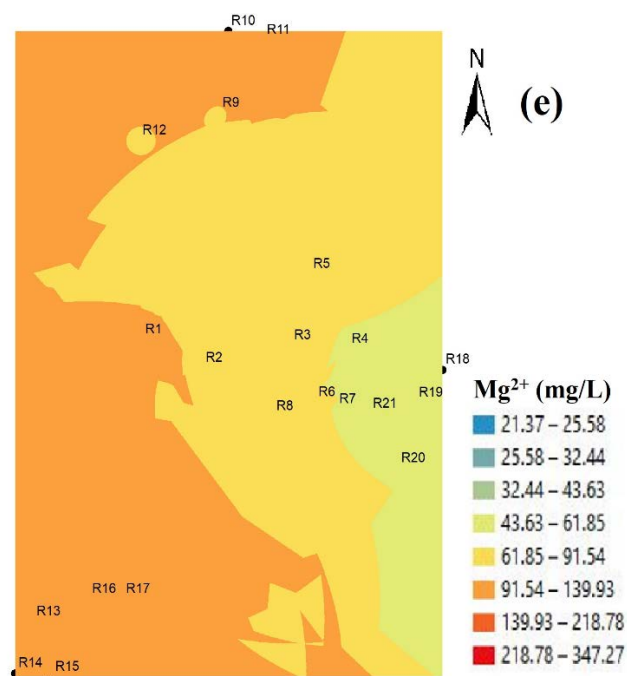 R10
R11
N
(e)
R9
R12
R5
R1
R3
R4
R2
R18
R6
R19
R7
R21
R8
R20
R16 R17
R13
R14
R15
Mg²⁺ (mg/L)
21.37 – 25.58
25.58 – 32.44
32.44 – 43.63
43.63 – 61.85
61.85 – 91.54
91.54 – 139.93
139.93 – 218.78
218.78 – 347.27